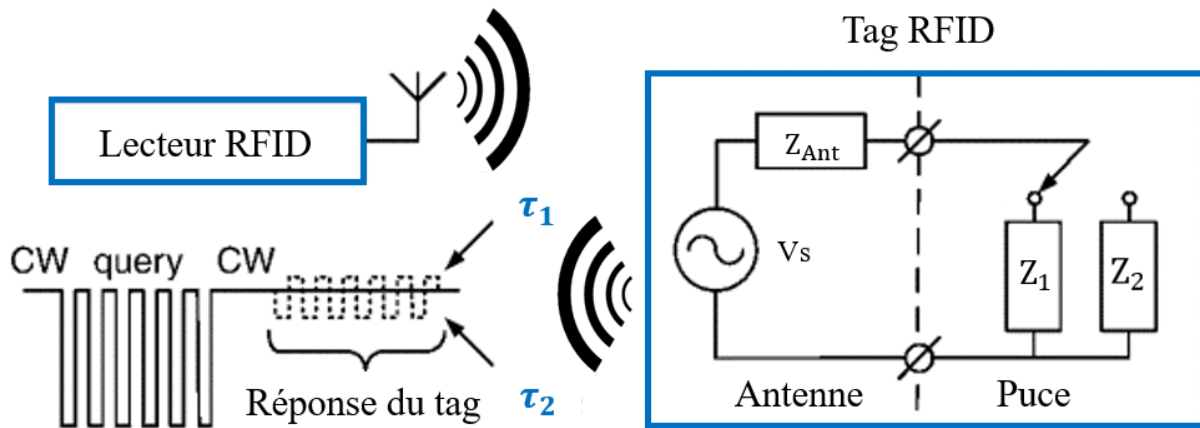 Tag RFID
Lecteur RFID
Z_Ant
τ1
Vs
CW query CW
Z1
Z2
Réponse du tag
τ2
Antenne
Puce